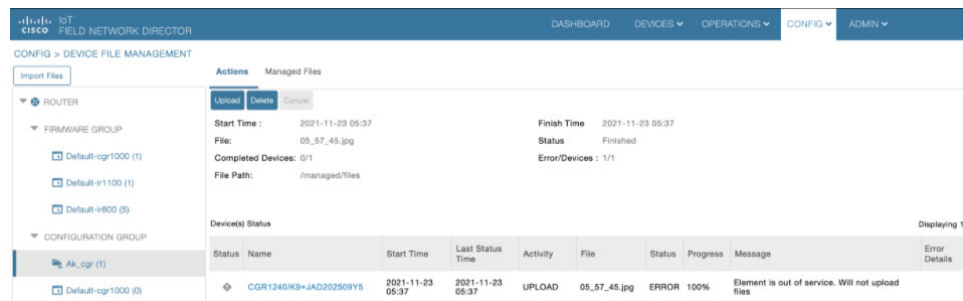 CISCO IoT FIELD NETWORK DIRECTOR
DASHBOARD DEVICES OPERATIONS CONFIG ADMIN
CONFIG > DEVICE FILE MANAGEMENT
Import Files
ROUTER
FIRMWARE GROUP
Default-cgr1000 (1)
Default-ir1100 (1)
Default-ir800 (5)
CONFIGURATION GROUP
Ak_cgr (1)
Default-cgr1000 (0)
Actions Managed Files
Upload Delete Cancel
Start Time : 2021-11-23 05:37 Finish Time 2021-11-23 05:37
File: 05_57_45.jpg Status Finished
Completed Devices: 0/1 Error/Devices : 1/1
File Path: /managed/files
Device(s) Status Displaying 1
Status Name Start Time Last Status Time Activity File Status Progress Message Error Details
CGR1240/K9+JAD202509Y5 2021-11-23 05:37 2021-11-23 05:37 UPLOAD 05_57_45.jpg ERROR 100% Element is out of service. Will not upload files